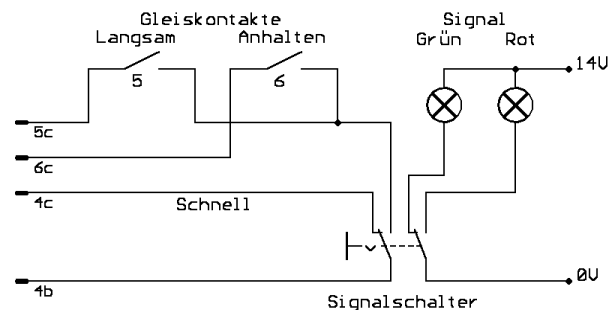 Gleiskontakte
Signal
Langsam
Anhalten
Grün
Rot
14V
5
6
5c
6c
4c
Schnell
4b
0V
Signalschalter